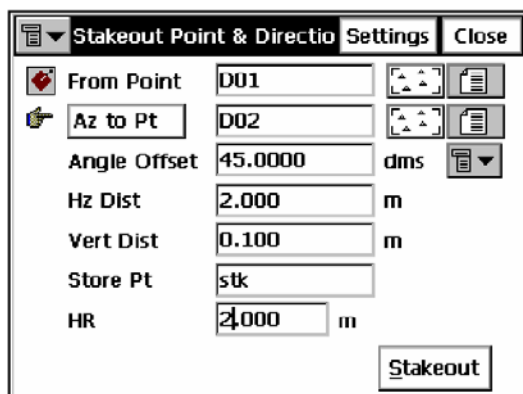 Stakeout Point & Directio Settings Close
From Point D01
Az to Pt D02
Angle Offset 45.0000 dms
Hz Dist 2.000 m
Vert Dist 0.100 m
Store Pt stk
HR 2.000 m
Stakeout